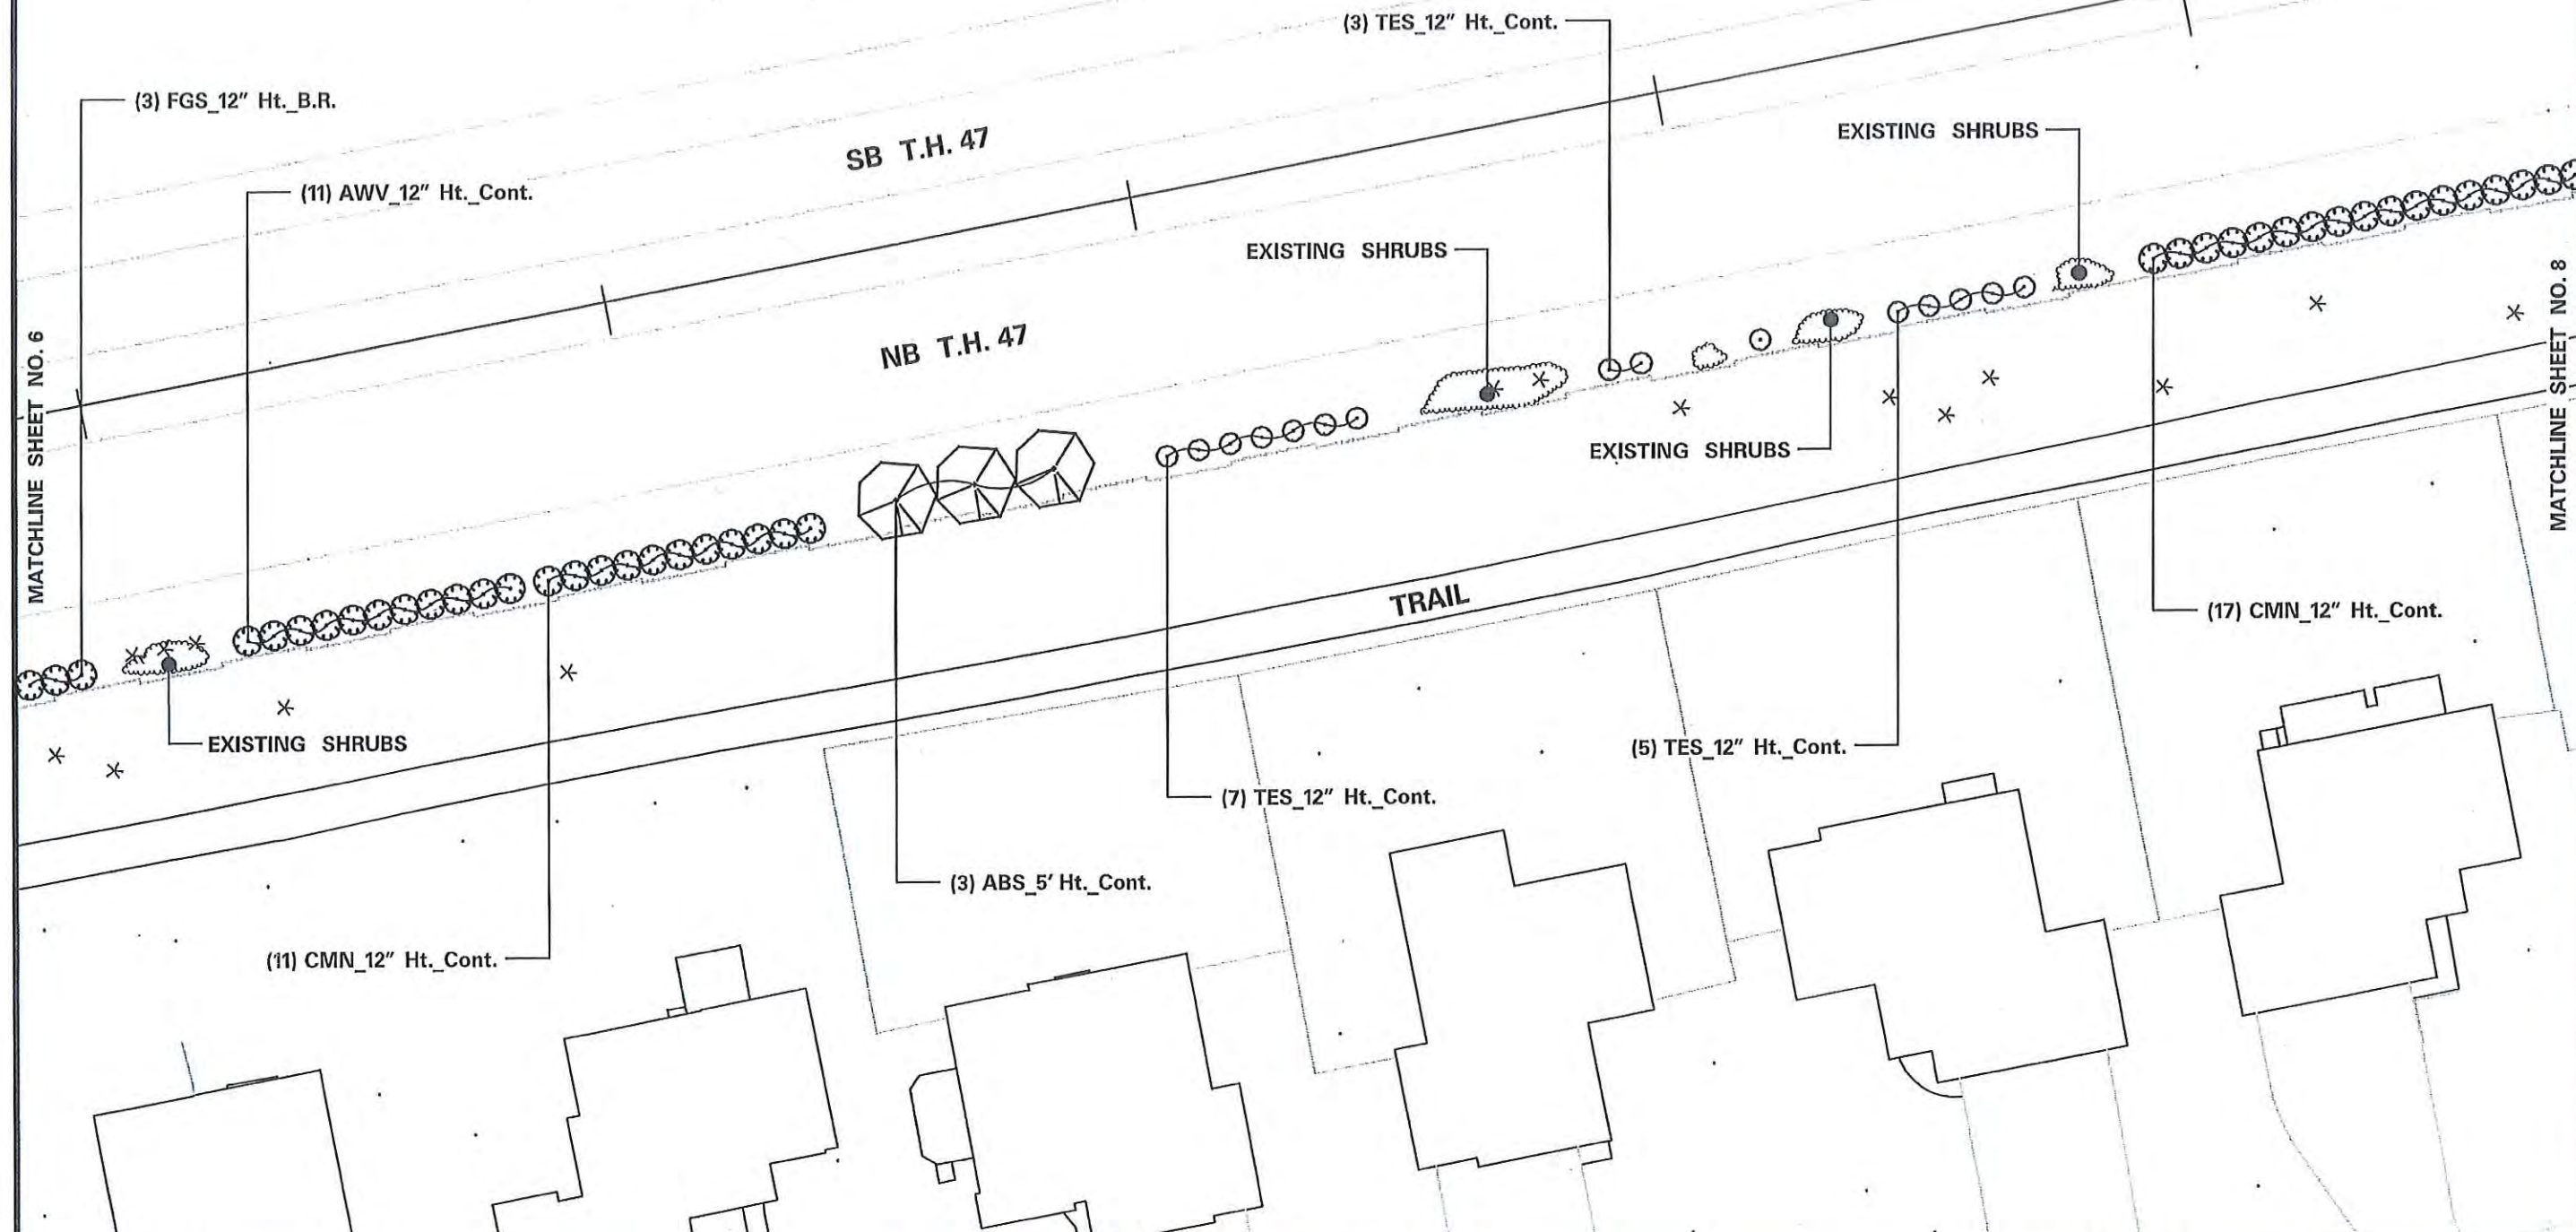 (3) TES_12" Ht._Cont.
(3) FGS_12" Ht._B.R.
EXISTING SHRUBS
SB T.H. 47
(11) AWV_12" Ht._Cont.
EXISTING SHRUBS
NB T.H. 47
MATCHLINE SHEET NO. 6
MATCHLINE SHEET NO. 8
EXISTING SHRUBS
TRAIL
(17) CMN_12" Ht._Cont.
EXISTING SHRUBS
(5) TES_12" Ht._Cont.
(7) TES_12" Ht._Cont.
(3) ABS_5' Ht._Cont.
(11) CMN_12" Ht._Cont.